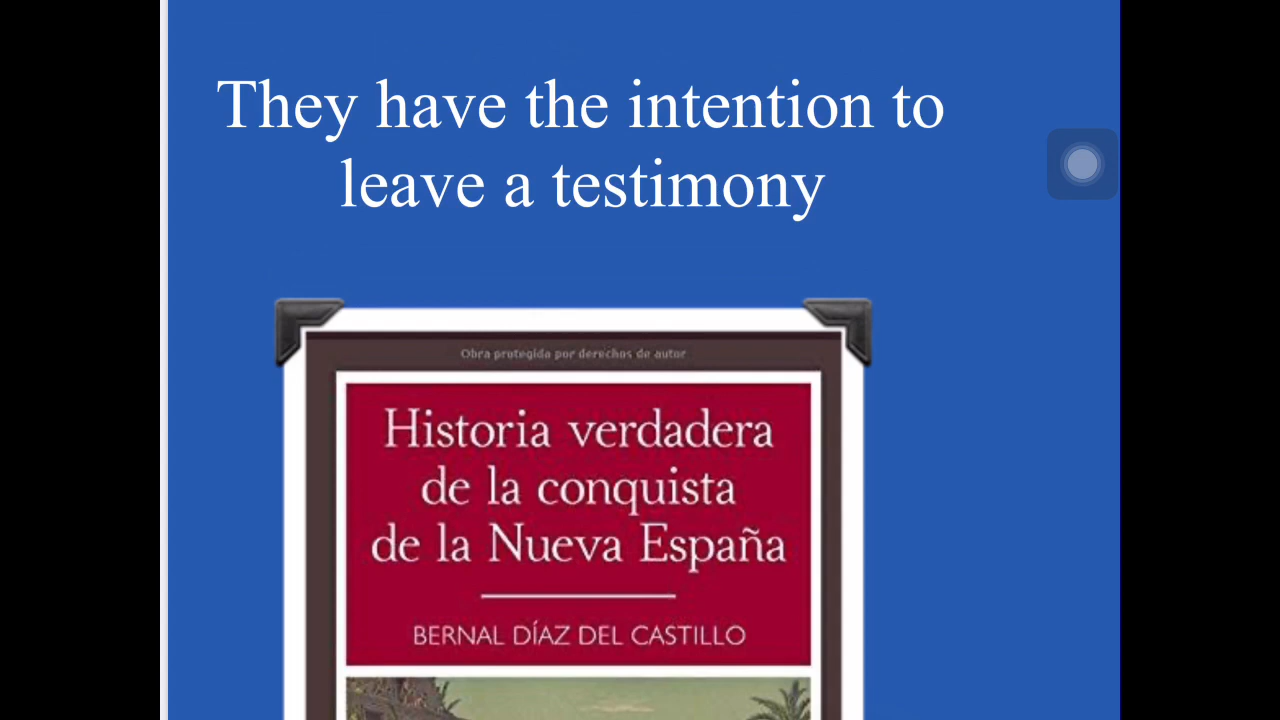 They have the intention to
leave a testimony
Obra protegida por derechos de autor
Historia verdadera
de la conquista
de la Nueva España
BERNAL DÍAZ DEL CASTILLO